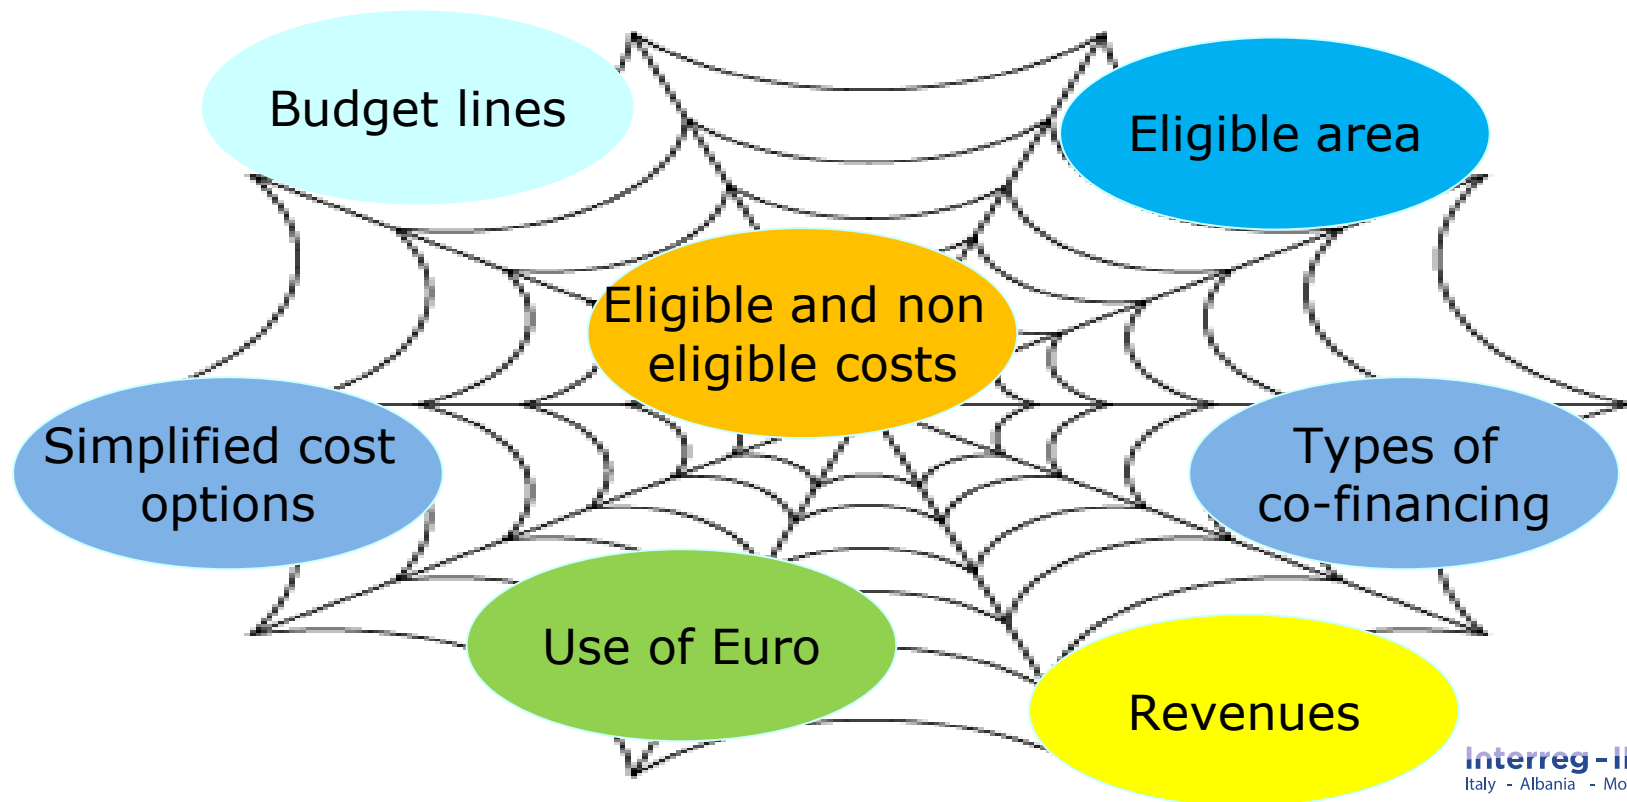 Budget lines
Eligible area
Eligible and non
eligible costs
Simplified cost
options
Types of
co-financing
Use of Euro
Revenues
Interreg - I
Italy - Albania - Mo